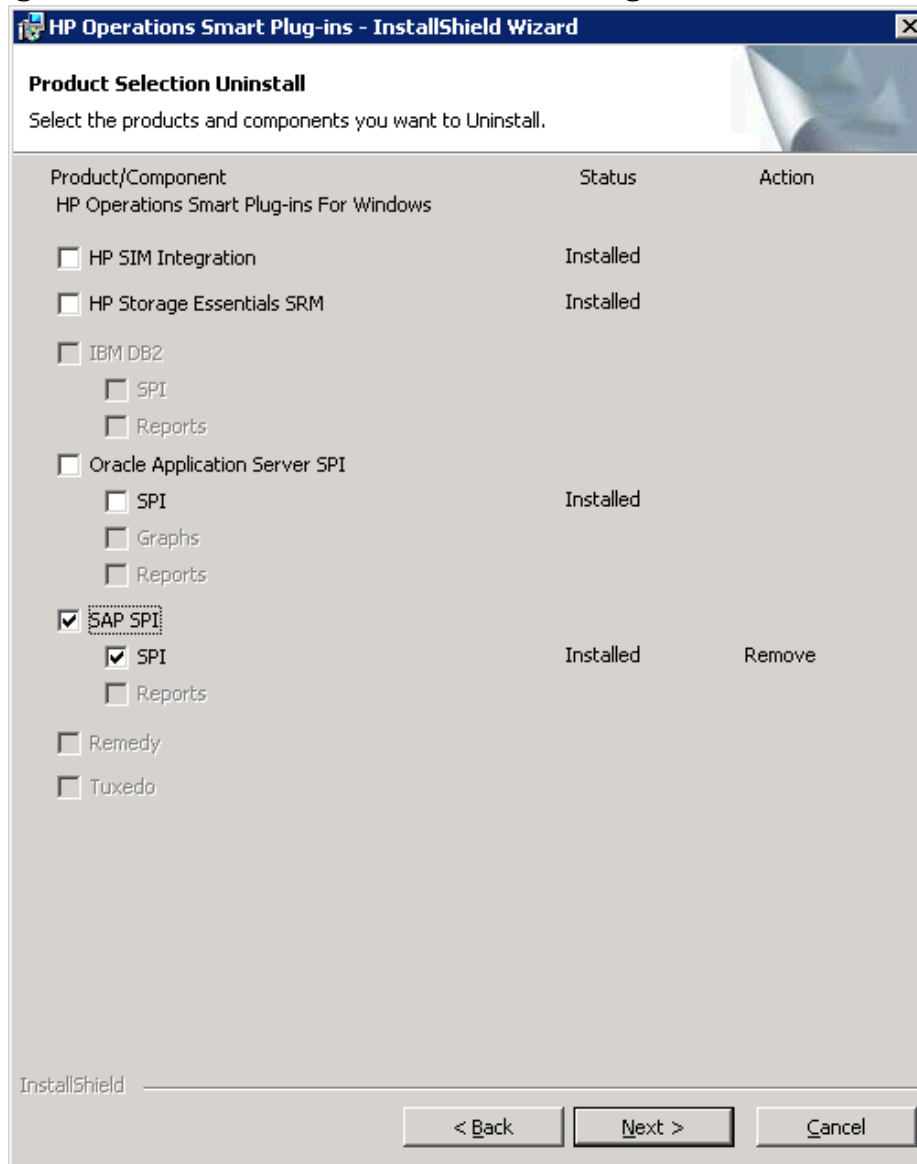 HP Operations Smart Plug-ins - InstallShield Wizard
Product Selection Uninstall
Select the products and components you want to Uninstall.
Product/Component Status Action
HP Operations Smart Plug-ins For Windows
HP SIM Integration Installed
HP Storage Essentials SRM Installed
IBM DB2
SPI
Reports
Oracle Application Server SPI
SPI Installed
Graphs
Reports
SAP SPI
SPI Installed Remove
Reports
Remedy
Tuxedo
InstallShield
< Back Next > Cancel